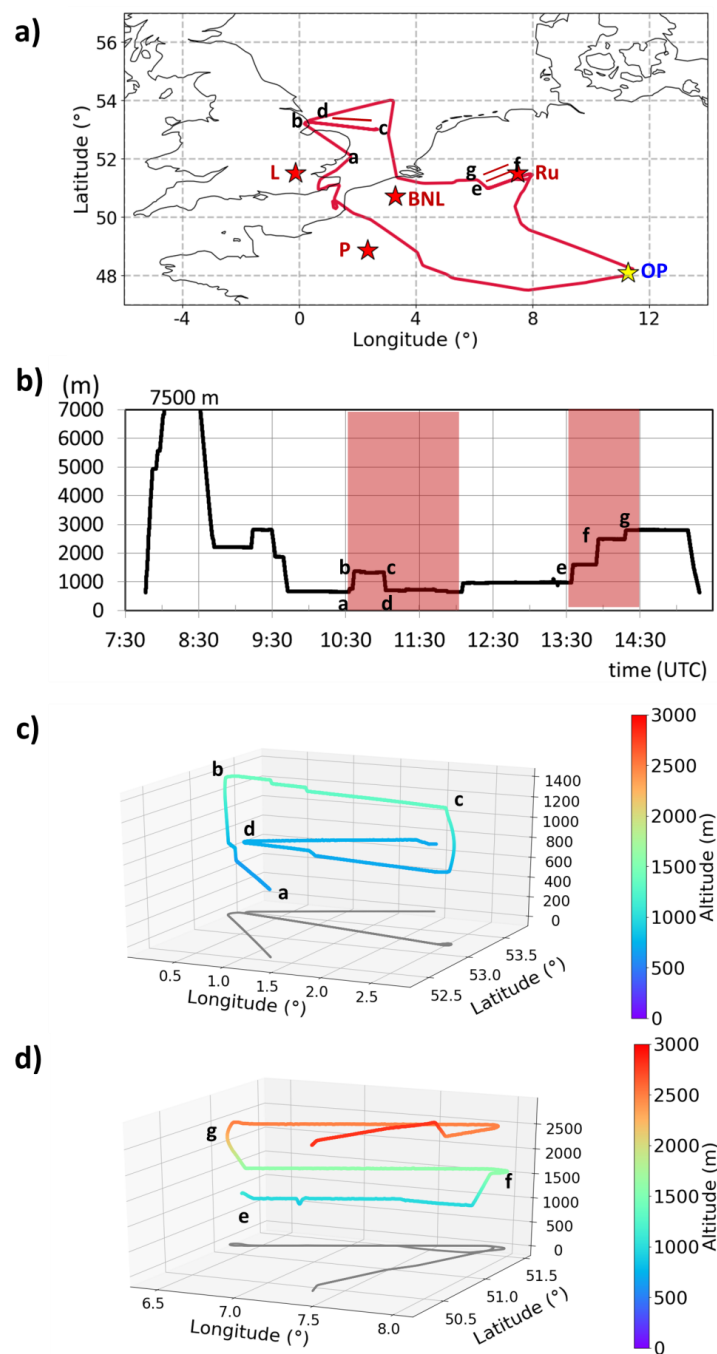 a)
56
54
52
50
48
Latitude (°)
d
b
c
a
L
g
f
Ru
e
BNL
P
OP
-4
0
4
8
12
Longitude (°)
b)
(m)
7500 m
7000
6000
5000
4000
3000
2000
1000
0
b
c
a
d
e
f
g
7:30
8:30
9:30
10:30
11:30
12:30
13:30
14:30
time (UTC)
c)
b
c
d
a
1400
1200
1000
800
600
400
200
0
0.5
1.0
1.5
2.0
2.5
Longitude (°)
52.5
53.0
53.5
Latitude (°)
3000
2500
2000
1500
1000
500
0
Altitude (m)
d)
g
f
e
2500
2000
1500
1000
500
0
6.5
7.0
7.5
8.0
Longitude (°)
50.5
51.0
51.5
Latitude (°)
3000
2500
2000
1500
1000
500
0
Altitude (m)